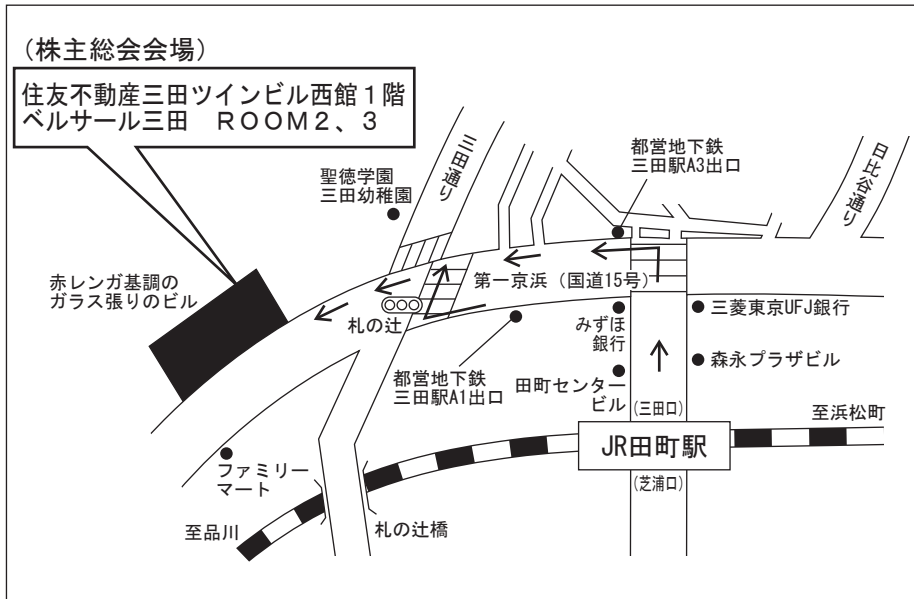 (株主総会会場)
住友不動産三田ツインビル西館1階
ベルサール三田　ROOM2、3
三田通り
都営地下鉄
三田駅A3出口
日比谷通り
聖徳学園
三田幼稚園
赤レンガ基調の
ガラス張りのビル
第一京浜（国道15号）
札の辻
みずほ
銀行
三菱東京UFJ銀行
都営地下鉄
三田駅A1出口
田町センター
ビル
森永プラザビル
(三田口)
至浜松町
JR田町駅
(芝浦口)
ファミリー
マート
至品川
札の辻橋